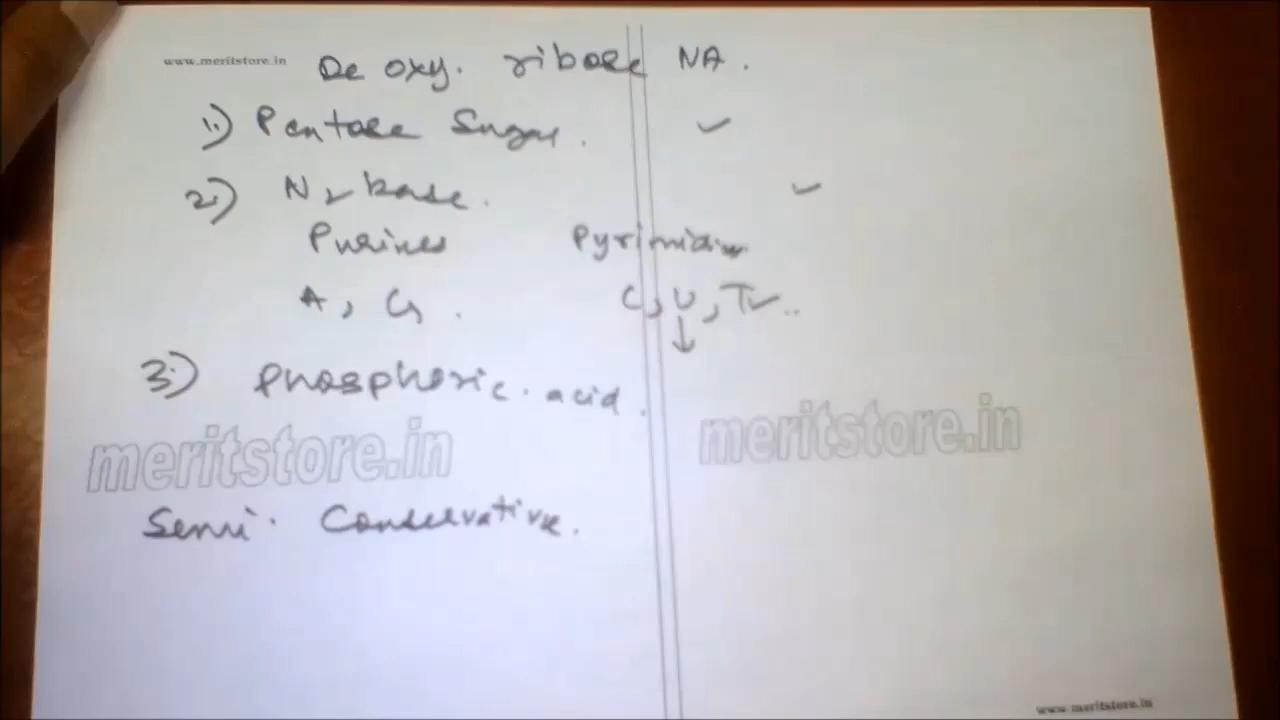 www.meritstore.in
De oxy. ribose NA.
1.) Pentose Sugar. ✓
2.) N2 base. ✓
Purines Pyrimidin
A, G. C, U, T ✓..
↓
3.) Phosphoric. acid.
meritstore.in meritstore.in
Semi. Conservative.
www.meritstore.in